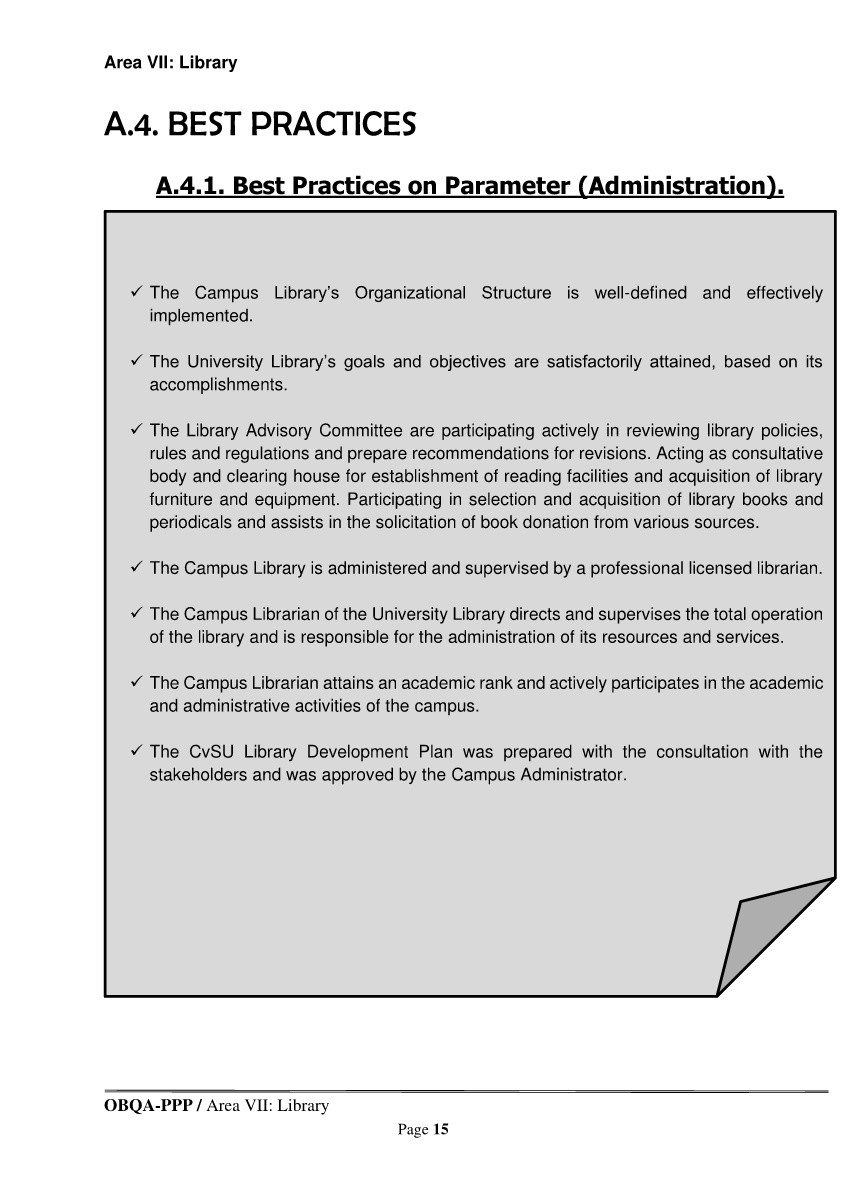 Area VII: Library
A.4. BEST PRACTICES
A.4.1. Best Practices on Parameter (Administration).
✓ The Campus Library’s Organizational Structure is well-defined and effectively
implemented.
✓ The University Library’s goals and objectives are satisfactorily attained, based on its
accomplishments.
✓ The Library Advisory Committee are participating actively in reviewing library policies,
rules and regulations and prepare recommendations for revisions. Acting as consultative
body and clearing house for establishment of reading facilities and acquisition of library
furniture and equipment. Participating in selection and acquisition of library books and
periodicals and assists in the solicitation of book donation from various sources.
✓ The Campus Library is administered and supervised by a professional licensed librarian.
✓ The Campus Librarian of the University Library directs and supervises the total operation
of the library and is responsible for the administration of its resources and services.
✓ The Campus Librarian attains an academic rank and actively participates in the academic
and administrative activities of the campus.
✓ The CvSU Library Development Plan was prepared with the consultation with the
stakeholders and was approved by the Campus Administrator.
OBQA-PPP / Area VII: Library
Page 15